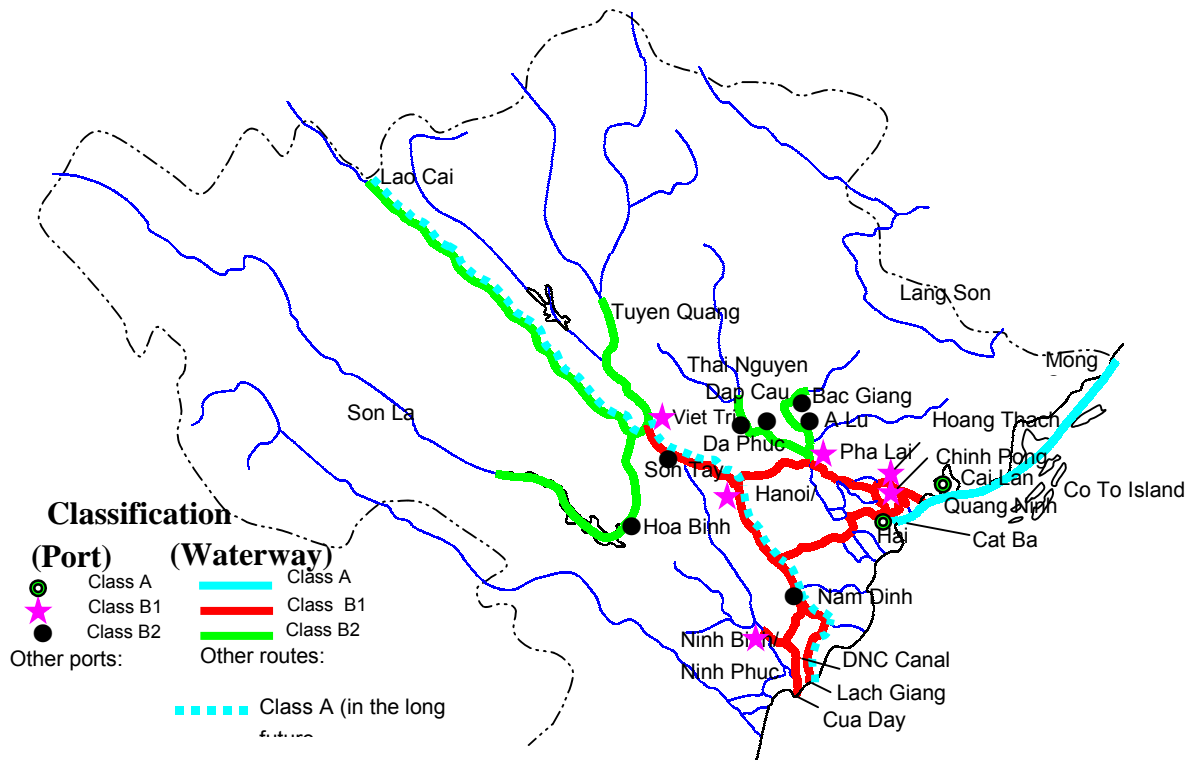 Lao Cai
Lang Son
Tuyen Quang
Mong
Thai Nguyen
Dap Cau
Bac Giang
Son La
Viet Tri
A Lu
Hoang Thach
Da Phuc
Pha Lai
Chinh Pong
Son Tay
Cai Lan
Hanoi/
Co To Island
Quang Ninh
Hoa Binh
Hai
Cat Ba
Nam Dinh
Ninh Binh/
Ninh Phuc
DNC Canal
Lach Giang
Cua Day
Classification
(Port) (Waterway)
Class A Class A
Class B1 Class B1
Class B2 Class B2
Other ports: Other routes:
Class A (in the long
future